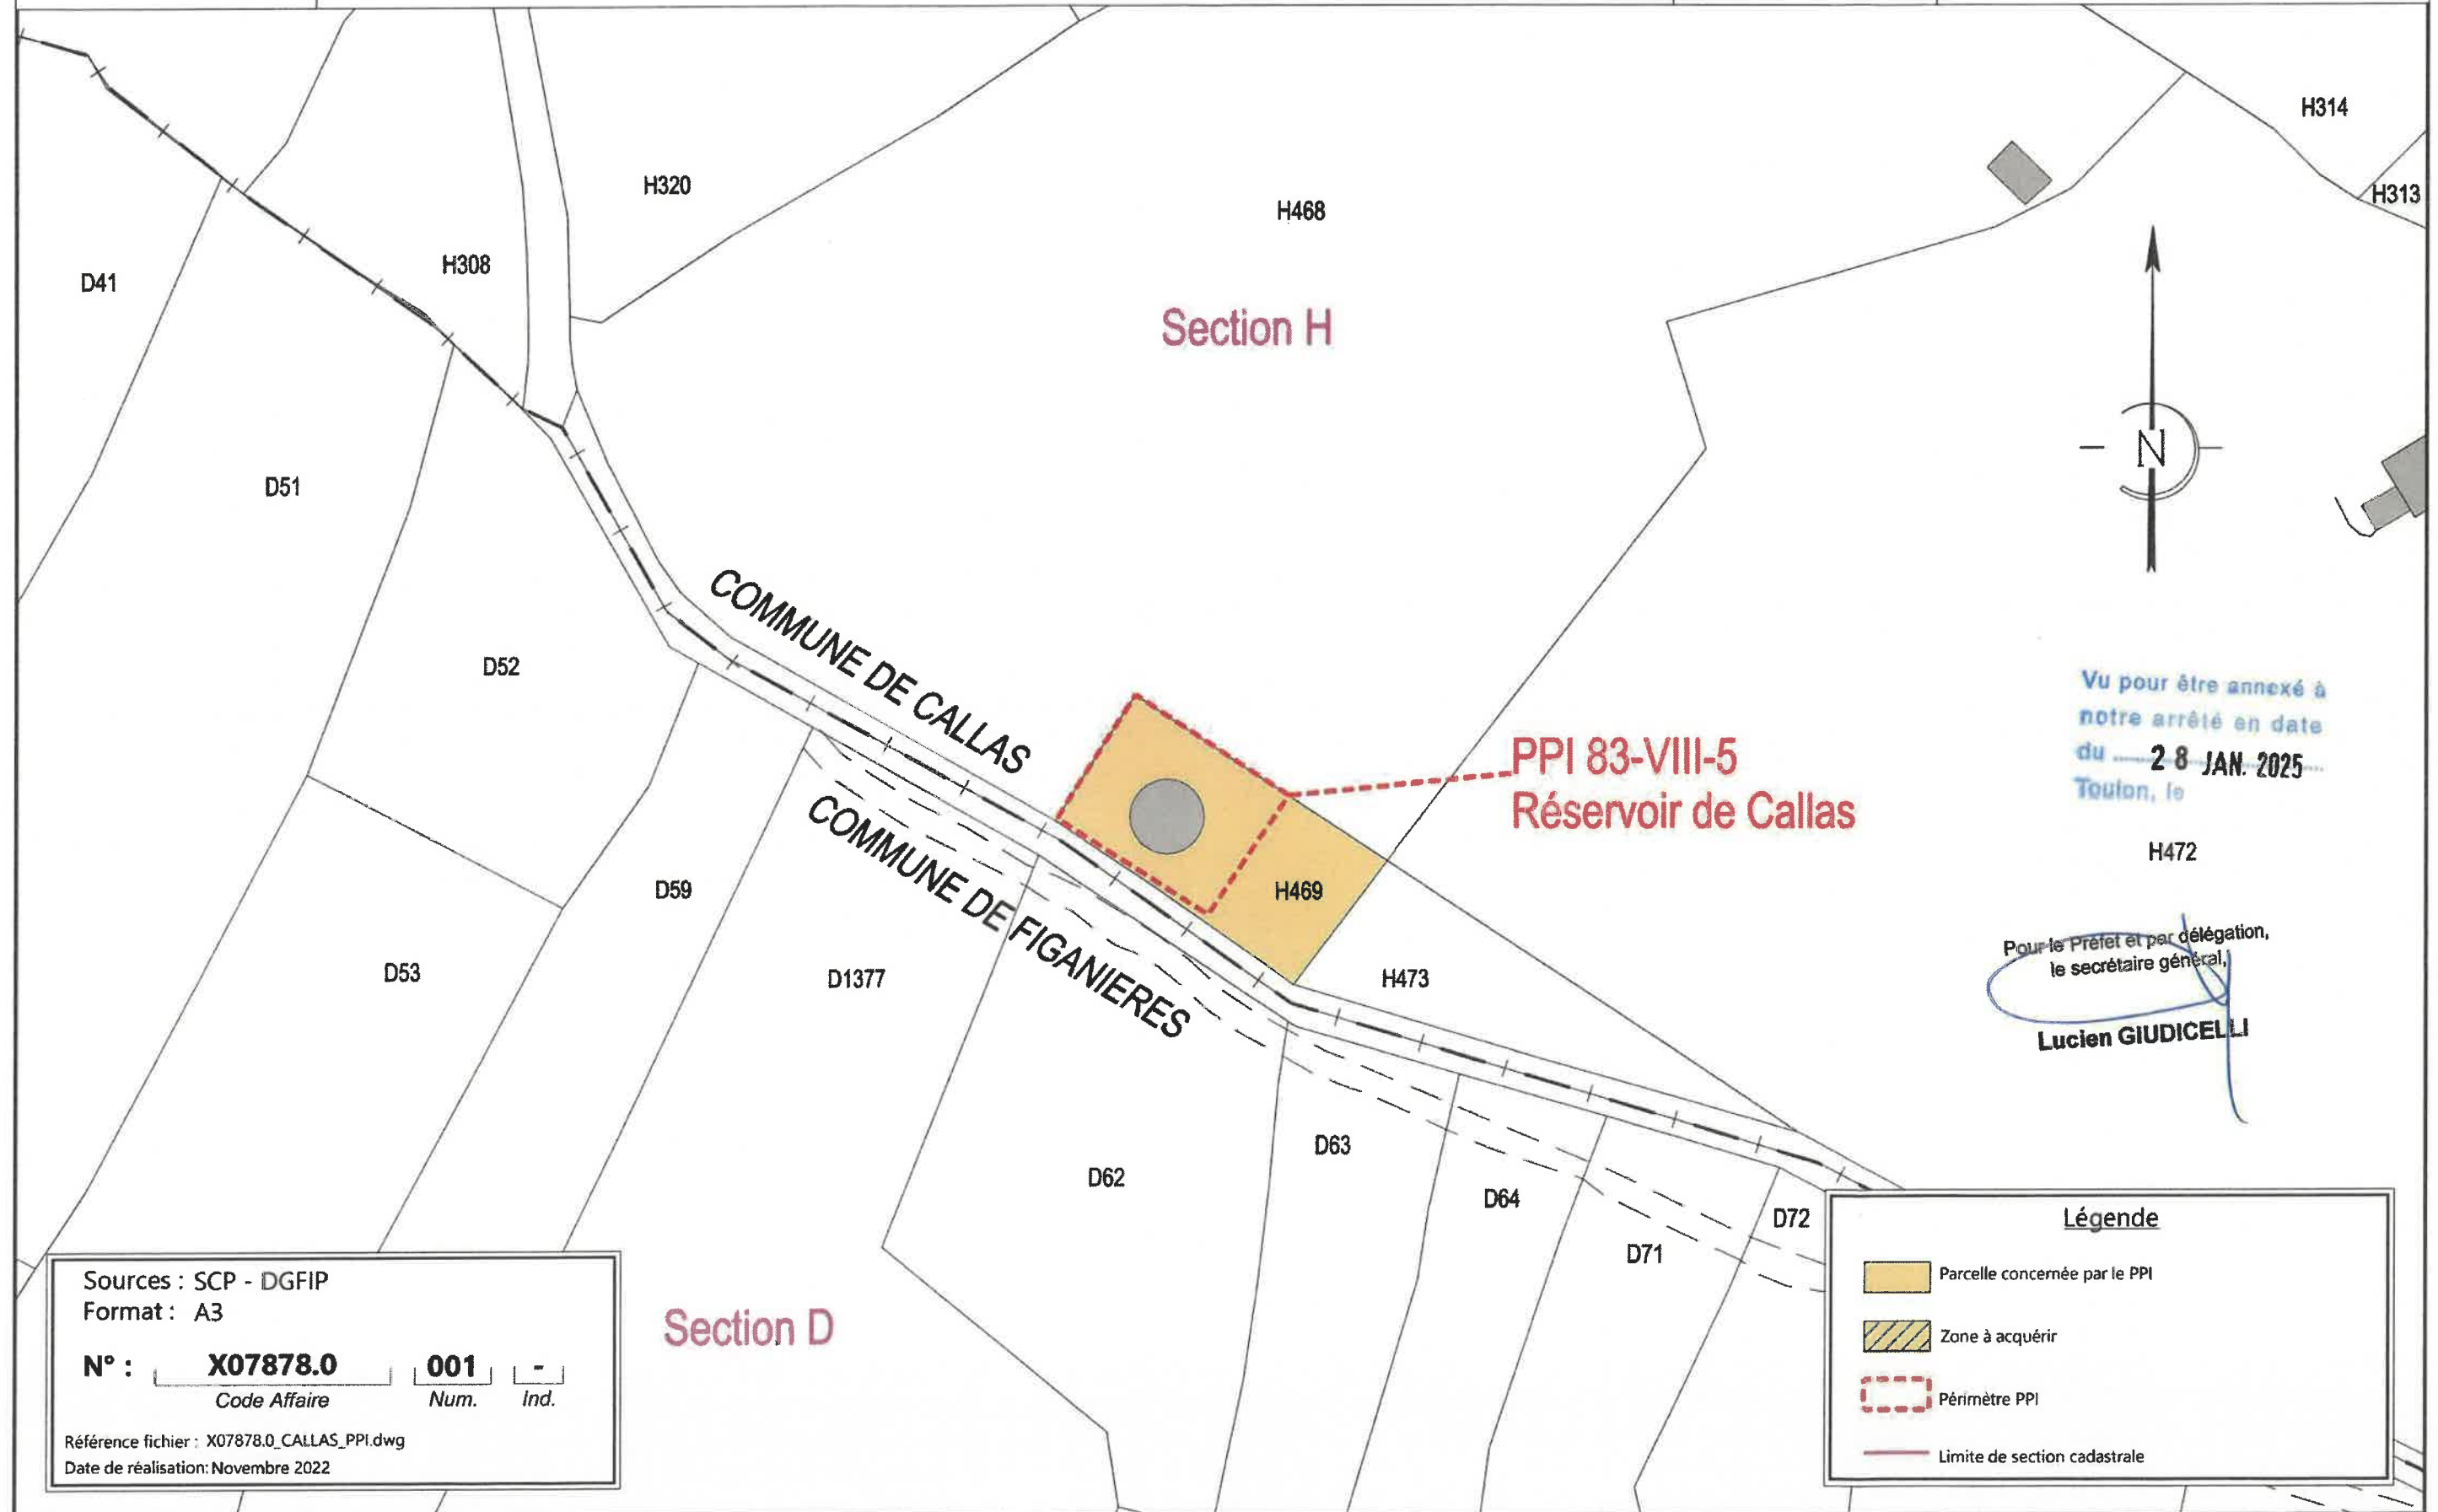 H314
H313
H320
H468
H308
D41
Section H
N
D51
D52
COMMUNE DE CALLAS
Vu pour être annexé à
notre arrêté en date
du 28 JAN. 2025
Toulon, le
PPI 83-VIII-5
Réservoir de Callas
H472
COMMUNE DE FIGANIERES
D59
H469
Pour le Préfet et par délégation,
le secrétaire général,
Lucien GIUDICELLI
D53
D1377
H473
D62
D63
D64
D72
D71
Section D
Sources : SCP - DGFIP
Format : A3
N° : X07878.0 001 -
Code Affaire Num. Ind.
Référence fichier : X07878.0_CALLAS_PPI.dwg
Date de réalisation: Novembre 2022
Légende
Parcelle concernée par le PPI
Zone à acquérir
Périmètre PPI
Limite de section cadastrale